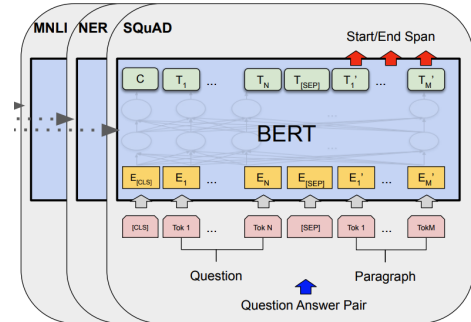 MNLI NER SQuAD Start/End Span
C T1 ... TN T[SEP] T1' ... TM'
BERT
E[CLS] E1 ... EN E[SEP] E1' ... EM'
[CLS] Tok 1 ... Tok N [SEP] Tok 1 ... TokM
Question Paragraph
Question Answer Pair